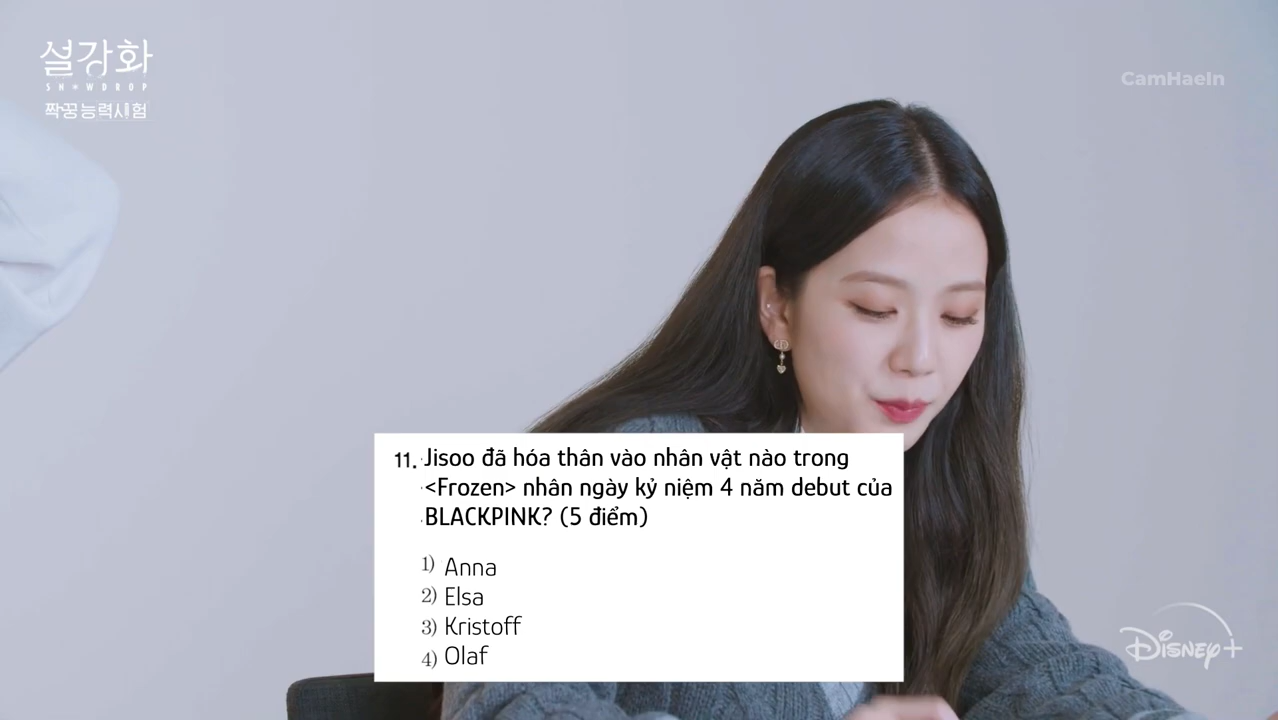 설강화
SN*WDROP
짝꿍능력시험
CamHaeIn
11. Jisoo đã hóa thân vào nhân vật nào trong
<Frozen> nhân ngày kỷ niệm 4 năm debut của
BLACKPINK? (5 điểm)
1) Anna
2) Elsa
3) Kristoff
4) Olaf
Disney+